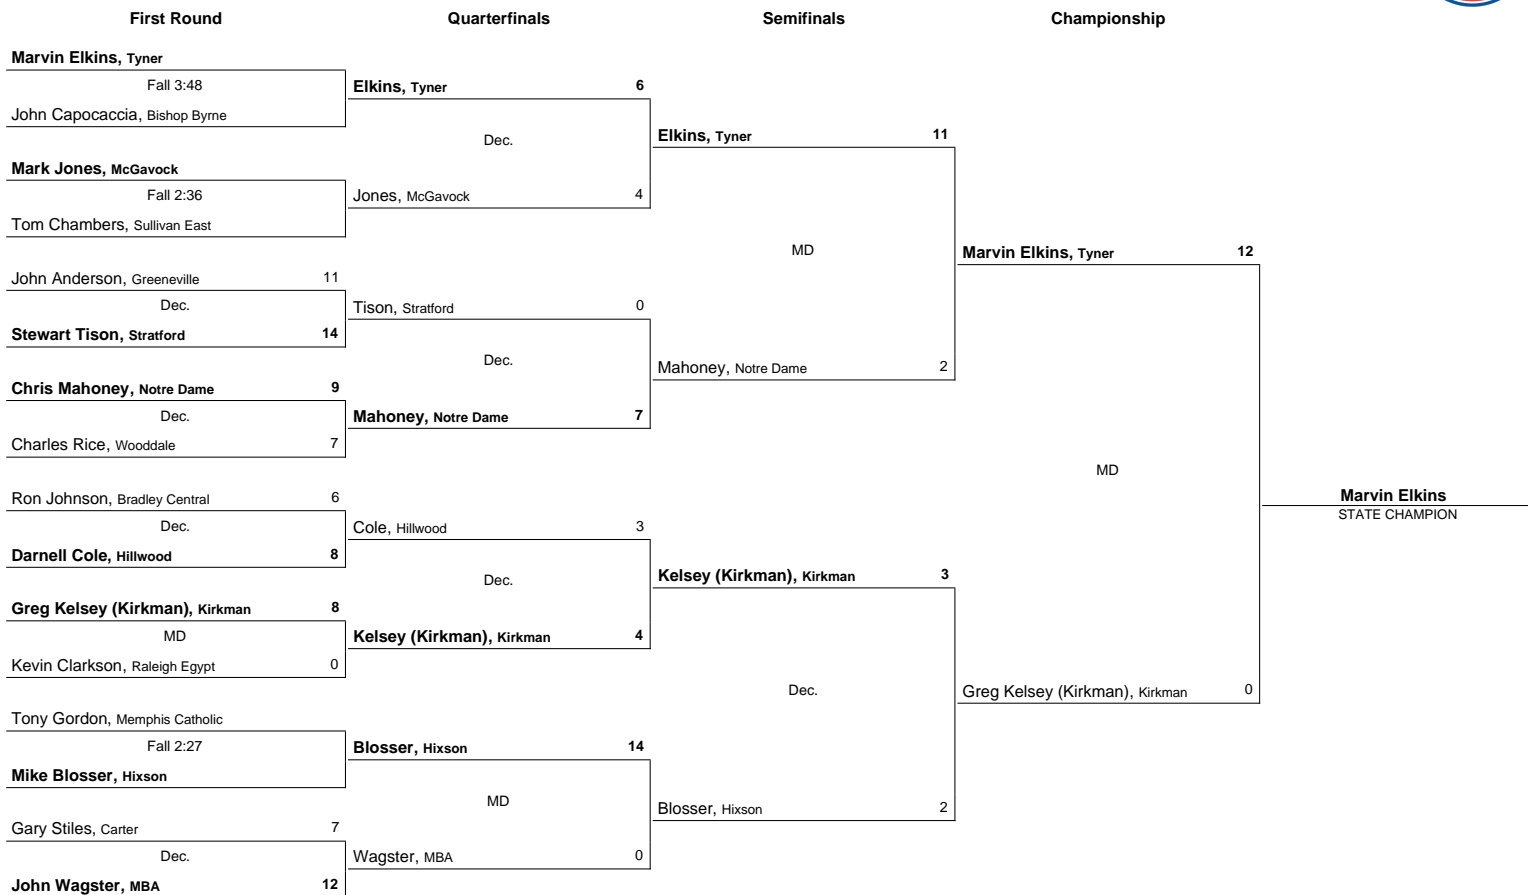 First Round Quarterfinals Semifinals Championship
Marvin Elkins, Tyner
Fall 3:48
John Capocaccia, Bishop Byrne
Mark Jones, McGavock
Fall 2:36
Tom Chambers, Sullivan East
John Anderson, Greeneville 11
Dec.
Stewart Tison, Stratford 14
Chris Mahoney, Notre Dame 9
Dec.
Charles Rice, Wooddale 7
Ron Johnson, Bradley Central 6
Dec.
Darnell Cole, Hillwood 8
Greg Kelsey (Kirkman), Kirkman 8
MD
Kevin Clarkson, Raleigh Egypt 0
Tony Gordon, Memphis Catholic
Fall 2:27
Mike Blosser, Hixson
Gary Stiles, Carter 7
Dec.
John Wagster, MBA 12
Elkins, Tyner 6
Dec.
Jones, McGavock 4
Tison, Stratford 0
Dec.
Mahoney, Notre Dame 7
Cole, Hillwood 3
Dec.
Kelsey (Kirkman), Kirkman 4
Blosser, Hixson 14
MD
Wagster, MBA 0
Elkins, Tyner 11
MD
Mahoney, Notre Dame 2
Kelsey (Kirkman), Kirkman 3
Dec.
Blosser, Hixson 2
Marvin Elkins, Tyner 12
MD
Greg Kelsey (Kirkman), Kirkman 0
Marvin Elkins
STATE CHAMPION